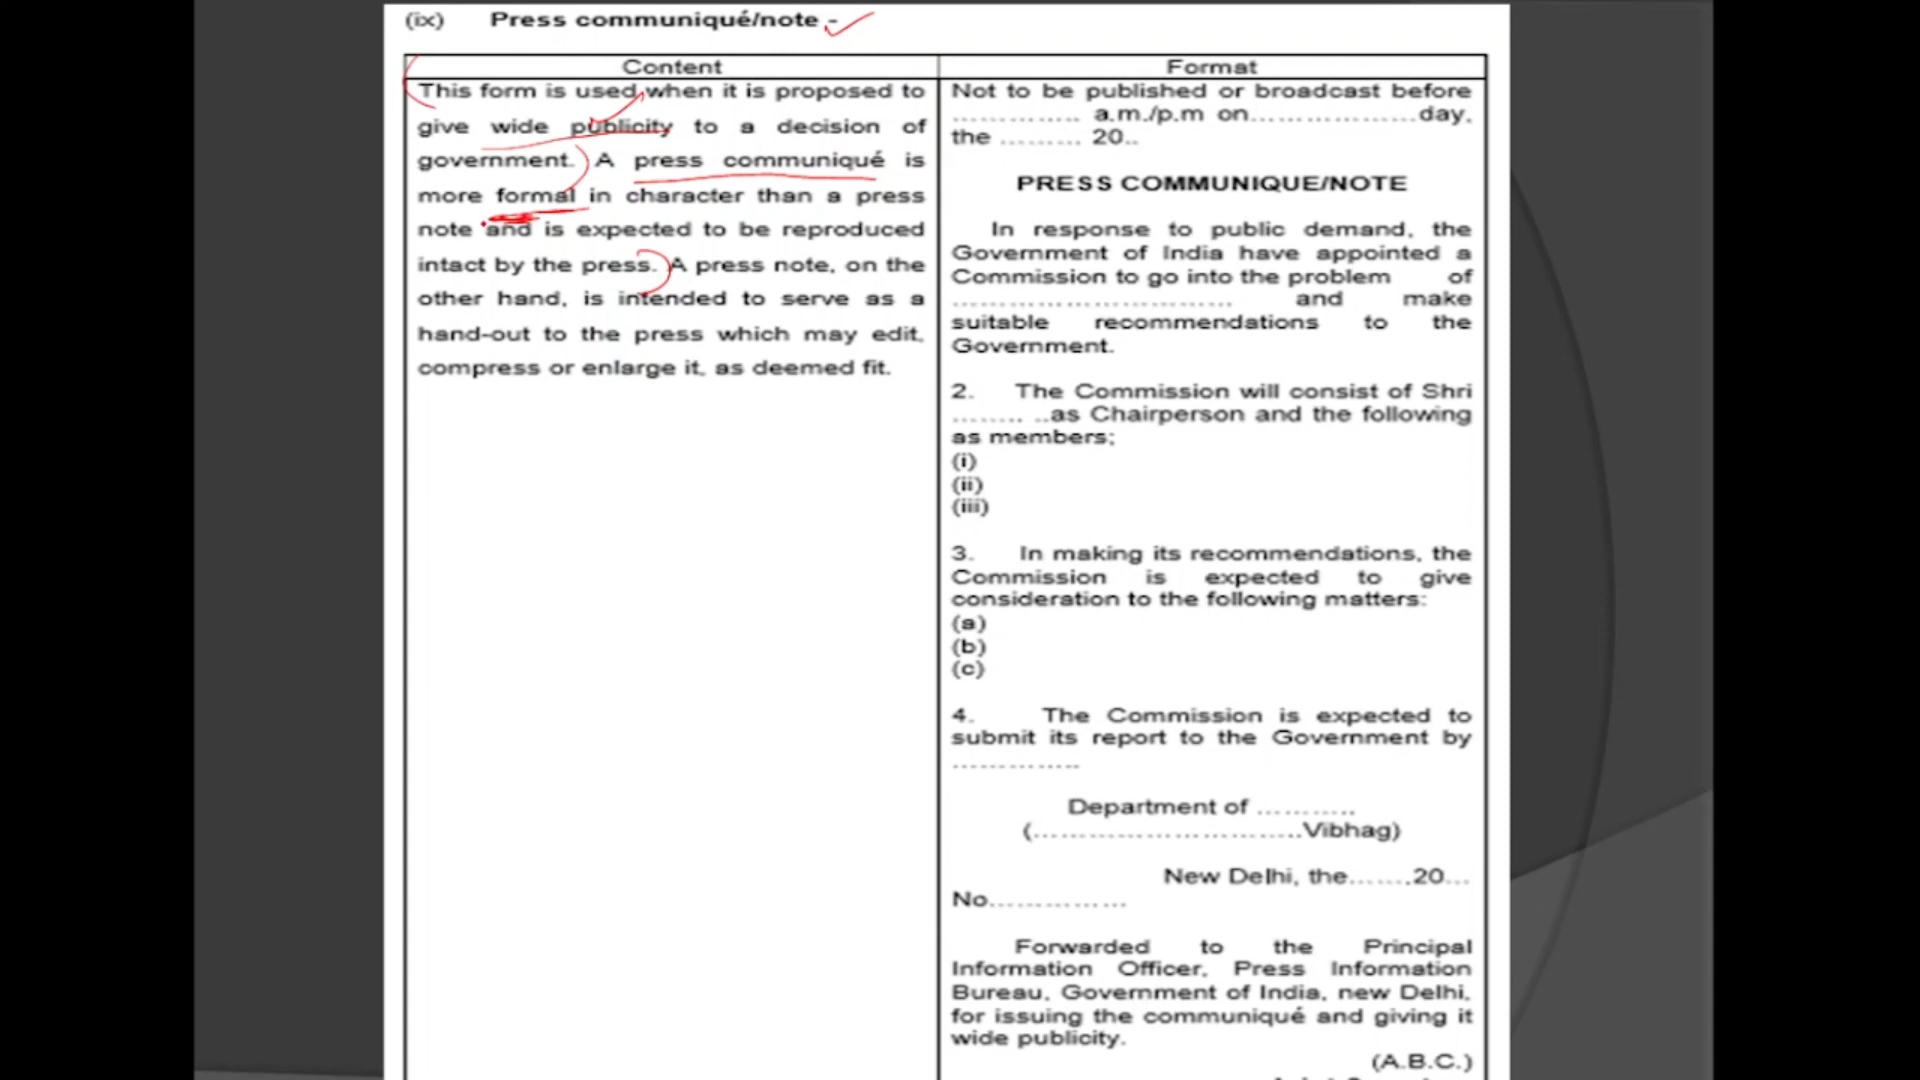 (ix) Press communiqué/note -
Content
This form is used when it is proposed to
give wide publicity to a decision of
government. A press communiqué is
more formal in character than a press
note and is expected to be reproduced
intact by the press. A press note, on the
other hand, is intended to serve as a
hand-out to the press which may edit,
compress or enlarge it, as deemed fit.
Format
Not to be published or broadcast before
………….. a.m./p.m on………………day,
the ……… 20..
PRESS COMMUNIQUE/NOTE
In response to public demand, the
Government of India have appointed a
Commission to go into the problem of
………………………… and make
suitable recommendations to the
Government.
2. The Commission will consist of Shri
…….. ..as Chairperson and the following
as members;
(i)
(ii)
(iii)
3. In making its recommendations, the
Commission is expected to give
consideration to the following matters:
(a)
(b)
(c)
4. The Commission is expected to
submit its report to the Government by
…………..
Department of ………..
(………………………..Vibhag)
New Delhi, the…….20…
No……………
Forwarded to the Principal
Information Officer, Press Information
Bureau, Government of India, new Delhi,
for issuing the communiqué and giving it
wide publicity.
(A.B.C.)